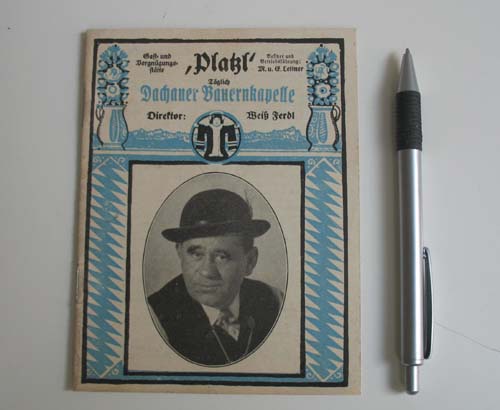 Gast- und
Vergnügungs-
stätte
‚Platzl‘
Besitzer und
Betriebsführung:
M. u. E. Leitner
Täglich
Dachauer Bauernkapelle
Direktor: Weiß Ferdl